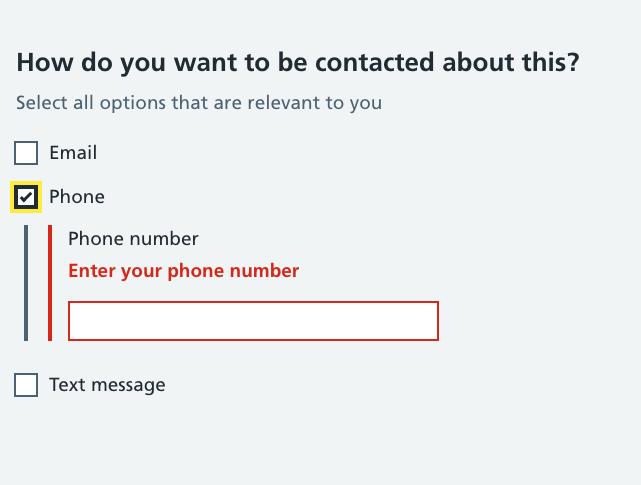 How do you want to be contacted about this?
Select all options that are relevant to you
Email
Phone
Phone number
Enter your phone number
Text message